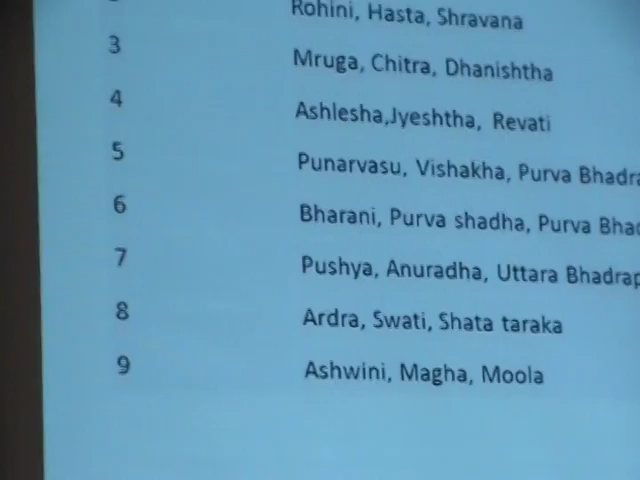 Rohini, Hasta, Shravana
3 Mruga, Chitra, Dhanishtha
4 Ashlesha,Jyeshtha, Revati
5 Punarvasu, Vishakha, Purva
6 Bharani, Purva shadha, Purva
7 Pushya, Anuradha, Uttara
8 Ardra, Swati, Shata taraka
9 Ashwini, Magha, Moola